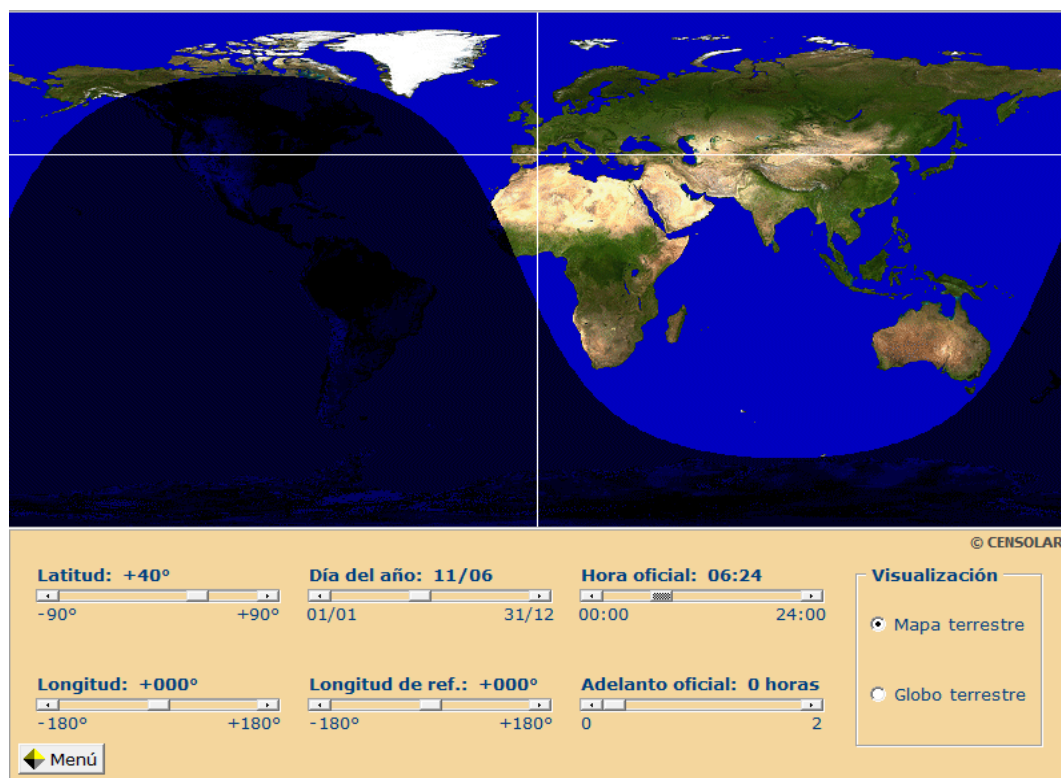 © CENSOLAR
Latitud: +40° Día del año: 11/06 Hora oficial: 06:24 Visualización
-90° +90° 01/01 31/12 00:00 24:00
Mapa terrestre
Longitud: +000° Longitud de ref.: +000° Adelanto oficial: 0 horas
Globo terrestre
-180° +180° -180° +180° 0 2
Menú